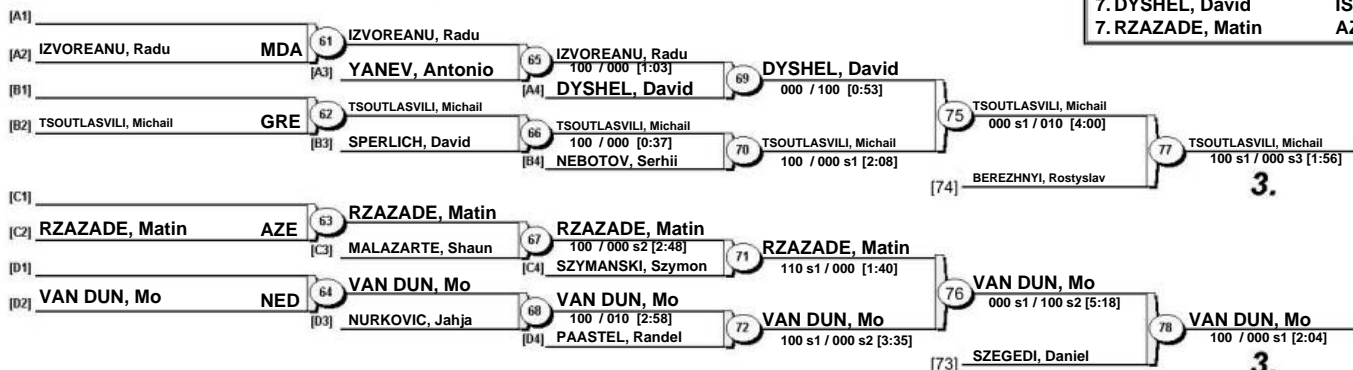 7. DYSHEL, David IS
7. RZAZADE, Matin AZ
[A1]
[A2] IZVOREANU, Radu MDA
61
IZVOREANU, Radu
[A3] YANEV, Antonio
65
IZVOREANU, Radu
100 / 000 [1:03]
[A4] DYSHEL, David
69
DYSHEL, David
000 / 100 [0:53]
[B1]
[B2] TSOUTLASVILI, Michail GRE
62
TSOUTLASVILI, Michail
[B3] SPERLICH, David
66
TSOUTLASVILI, Michail
100 / 000 [0:37]
[B4] NEBOTOV, Serhii
70
TSOUTLASVILI, Michail
100 / 000 s1 [2:08]
75
TSOUTLASVILI, Michail
000 s1 / 010 [4:00]
[74] BEREZHNYI, Rostyslav
77
TSOUTLASVILI, Michail
100 s1 / 000 s3 [1:56]
3.
[C1]
[C2] RZAZADE, Matin AZE
63
RZAZADE, Matin
[C3] MALAZARTE, Shaun
67
RZAZADE, Matin
100 / 000 s2 [2:48]
[C4] SZYMANSKI, Szymon
71
RZAZADE, Matin
110 s1 / 000 [1:40]
[D1]
[D2] VAN DUN, Mo NED
64
VAN DUN, Mo
[D3] NURKOVIC, Jahja
68
VAN DUN, Mo
100 / 010 [2:58]
[D4] PAASTEL, Randel
72
VAN DUN, Mo
100 s1 / 000 s2 [3:35]
76
VAN DUN, Mo
000 s1 / 100 s2 [5:18]
[73] SZEGEDI, Daniel
78
VAN DUN, Mo
100 / 000 s1 [2:04]
3.